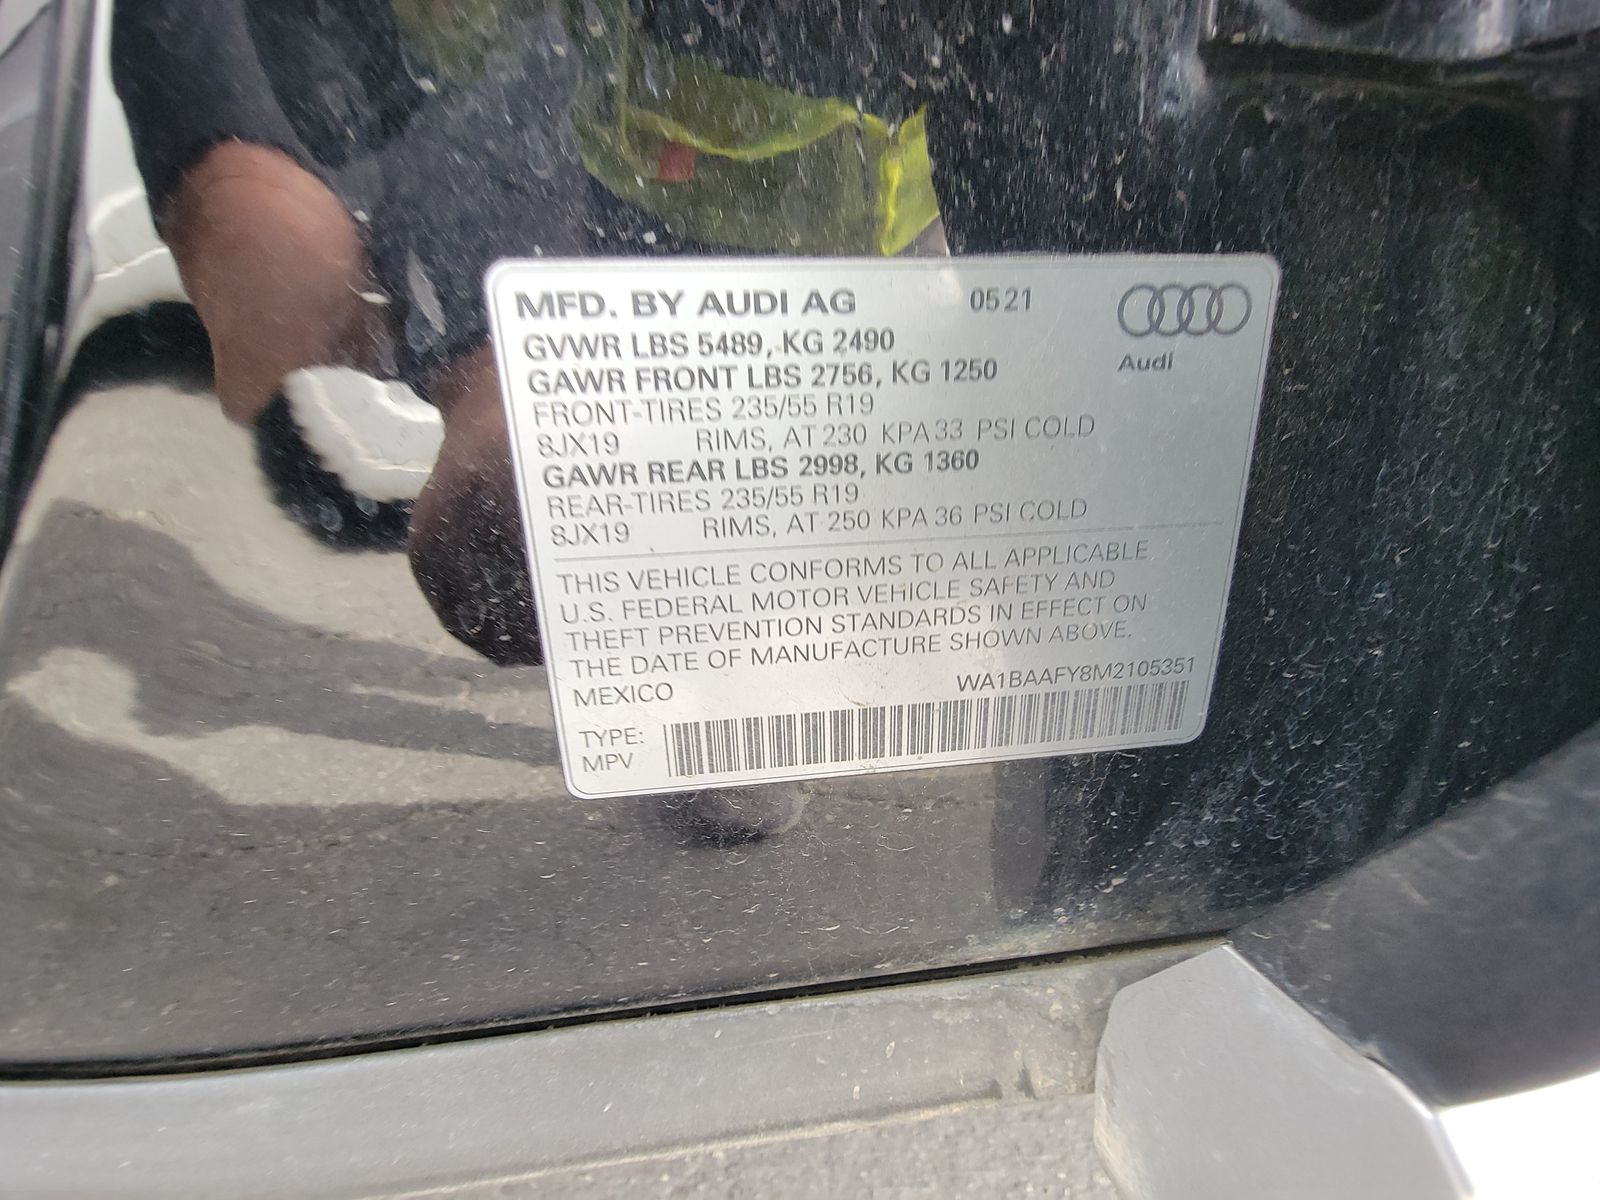 MFD. BY AUDI AG 0521
Audi
GVWR LBS 5489, KG 2490
GAWR FRONT LBS 2756, KG 1250
FRONT-TIRES 235/55 R19
8JX19 RIMS, AT 230 KPA 33 PSI COLD
GAWR REAR LBS 2998, KG 1360
REAR-TIRES 235/55 R19
8JX19 RIMS, AT 250 KPA 36 PSI COLD
THIS VEHICLE CONFORMS TO ALL APPLICABLE
U.S. FEDERAL MOTOR VEHICLE SAFETY AND
THEFT PREVENTION STANDARDS IN EFFECT ON
THE DATE OF MANUFACTURE SHOWN ABOVE.
MEXICO WA1BAAFY8M2105351
TYPE:
MPV